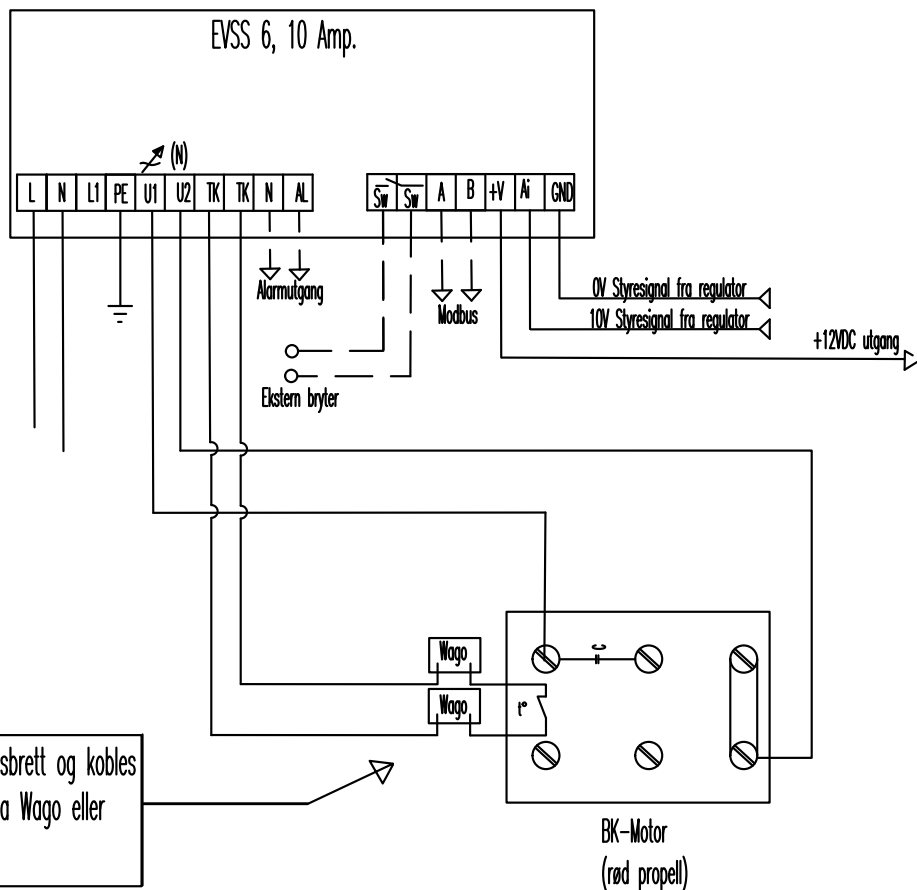 EVSS 6, 10 Amp.
(N)
L N L1 PE U1 U2 TK TK N AL
Sw Sw A B +V Ai GND
Alarmutgang
Modbus
0V Styresignal fra regulator
10V Styresignal fra regulator
+12VDC utgang
Ekstern bryter
Wago
C
Wago
t°
sbrett og kobles
a Wago eller
BK-Motor
(rød propell)